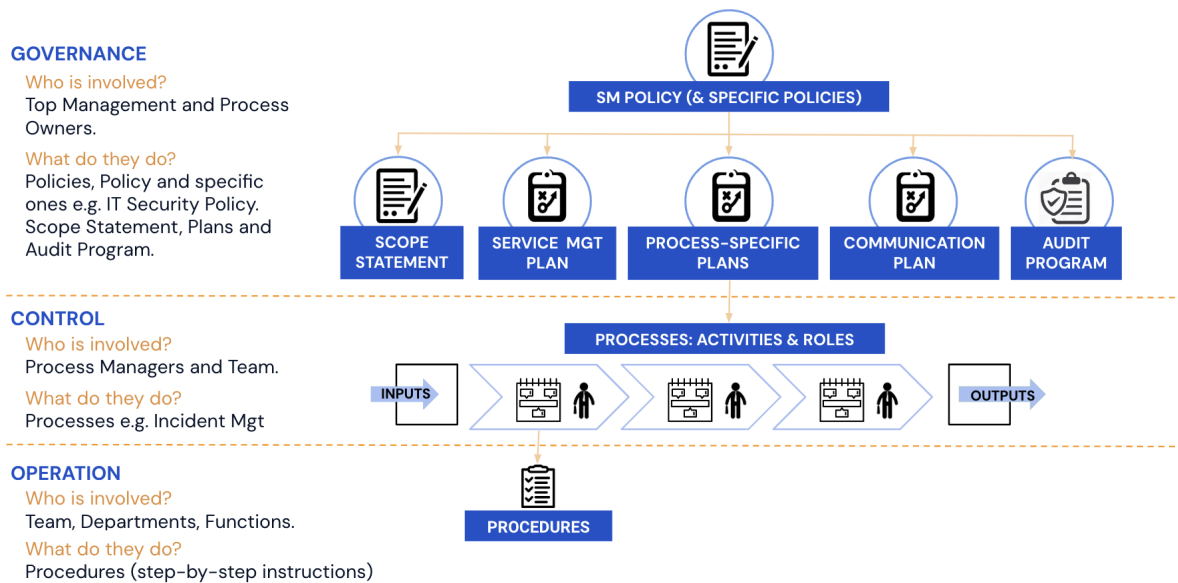 GOVERNANCE
Who is involved?
Top Management and Process
Owners.
What do they do?
Policies, Policy and specific
ones e.g. IT Security Policy.
Scope Statement, Plans and
Audit Program.
SM POLICY (& SPECIFIC POLICIES)
SCOPE
STATEMENT
SERVICE MGT
PLAN
PROCESS-SPECIFIC
PLANS
COMMUNICATION
PLAN
AUDIT
PROGRAM
CONTROL
Who is involved?
Process Managers and Team.
What do they do?
Processes e.g. Incident Mgt
PROCESSES: ACTIVITIES & ROLES
INPUTS
OUTPUTS
OPERATION
Who is involved?
Team, Departments, Functions.
What do they do?
Procedures (step-by-step instructions)
PROCEDURES